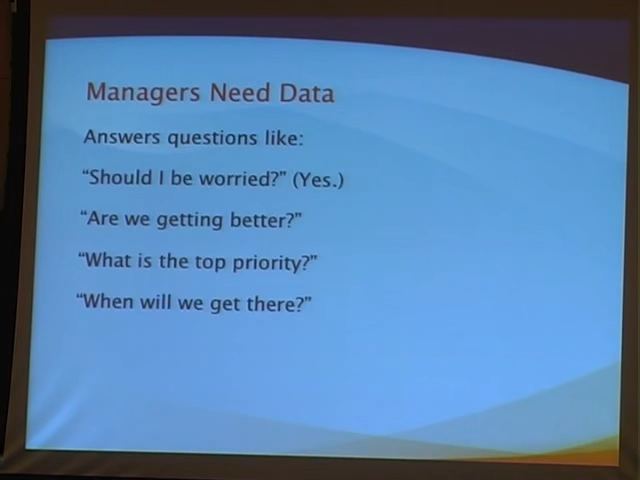 Managers Need Data
Answers questions like:
“Should I be worried?” (Yes.)
“Are we getting better?”
“What is the top priority?”
“When will we get there?”